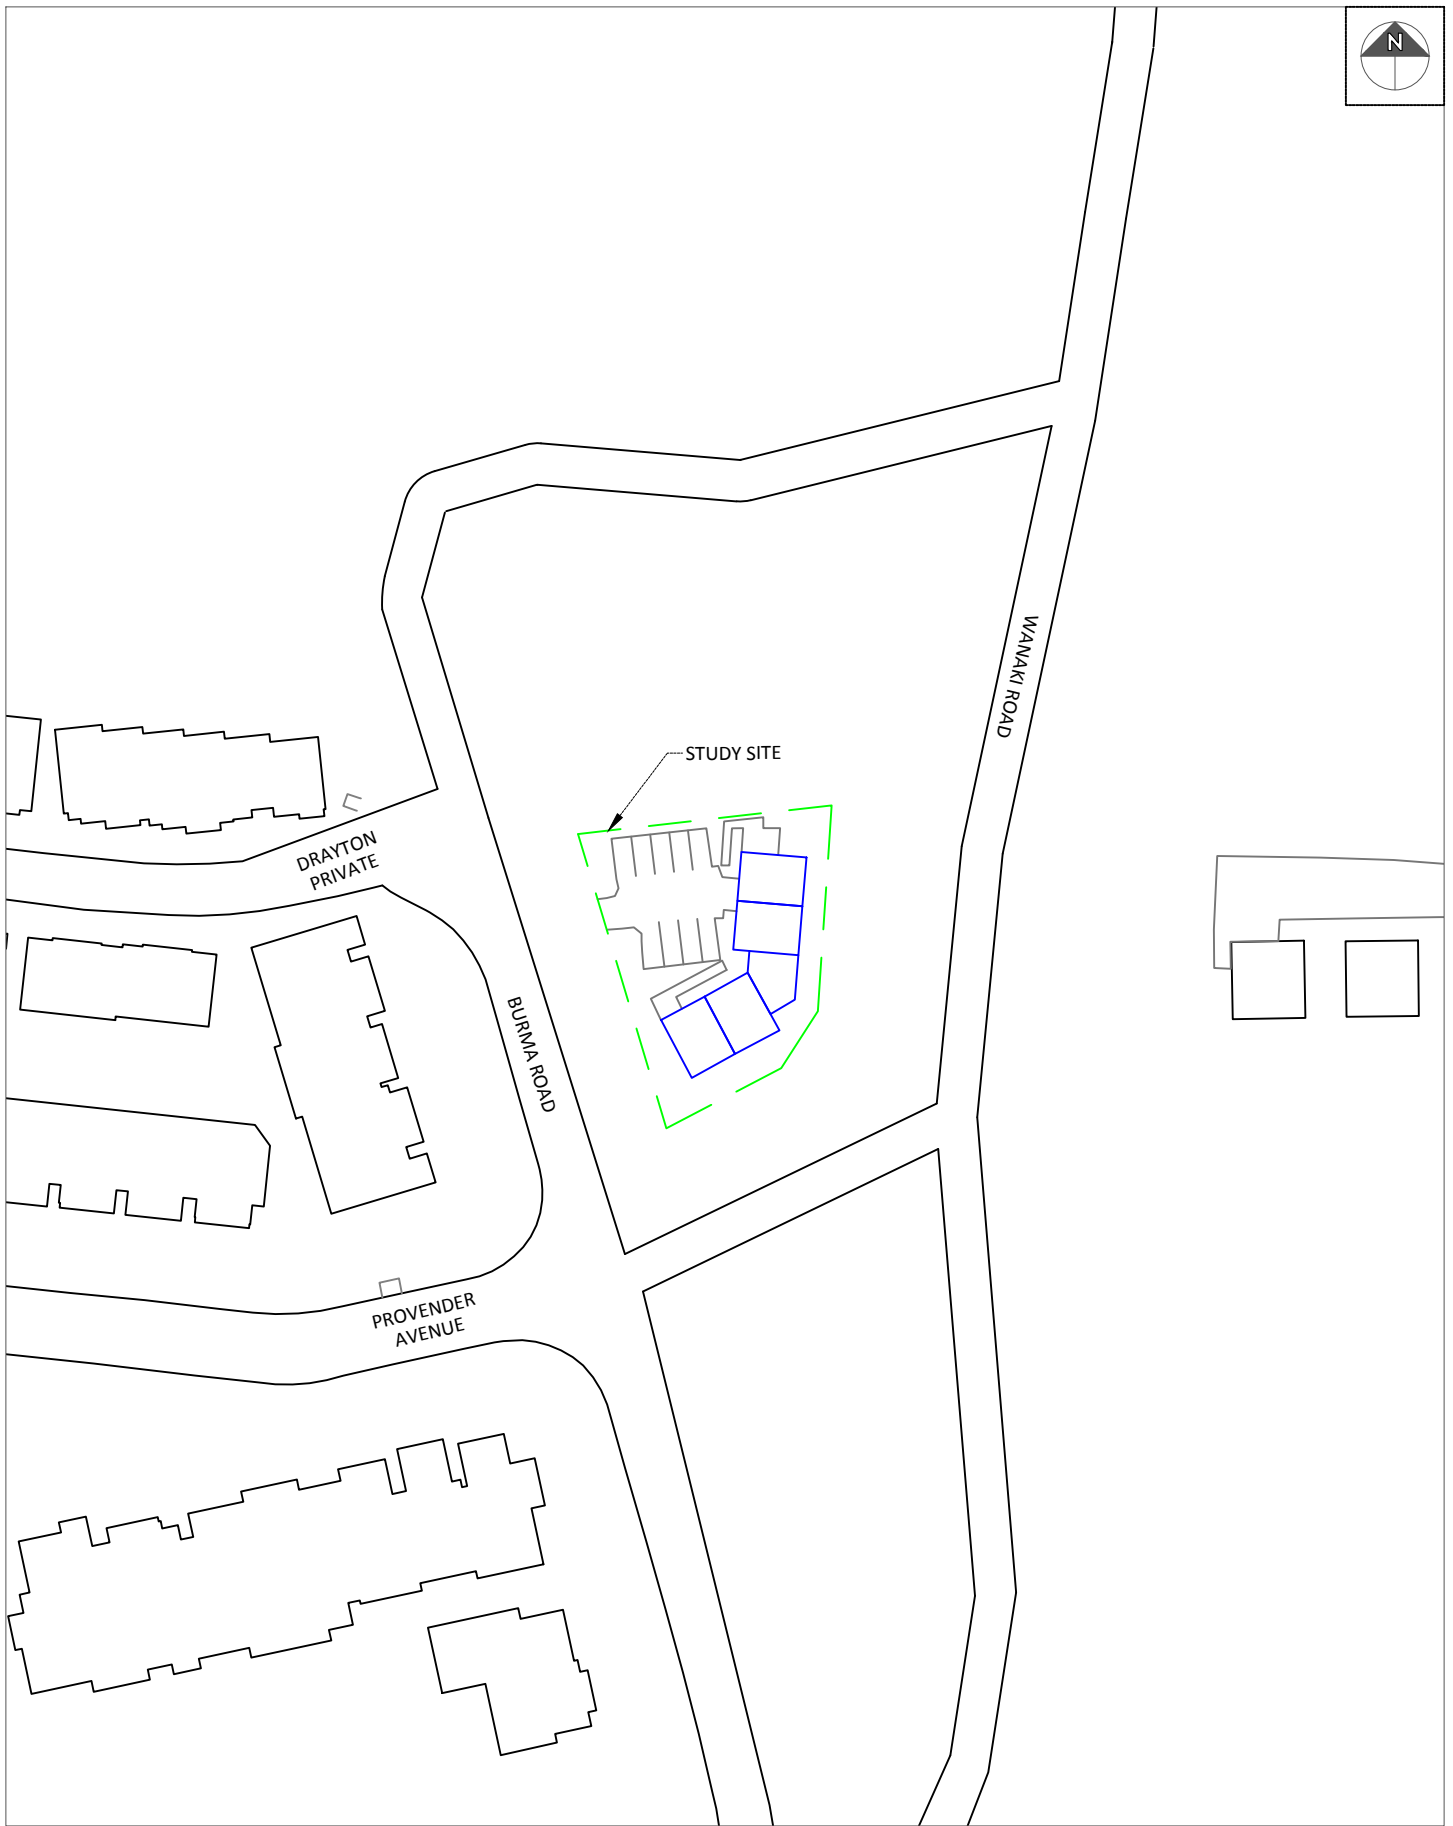 N
WANAKI ROAD
STUDY SITE
DRAYTON
PRIVATE
BURMA ROAD
PROVENDER
AVENUE